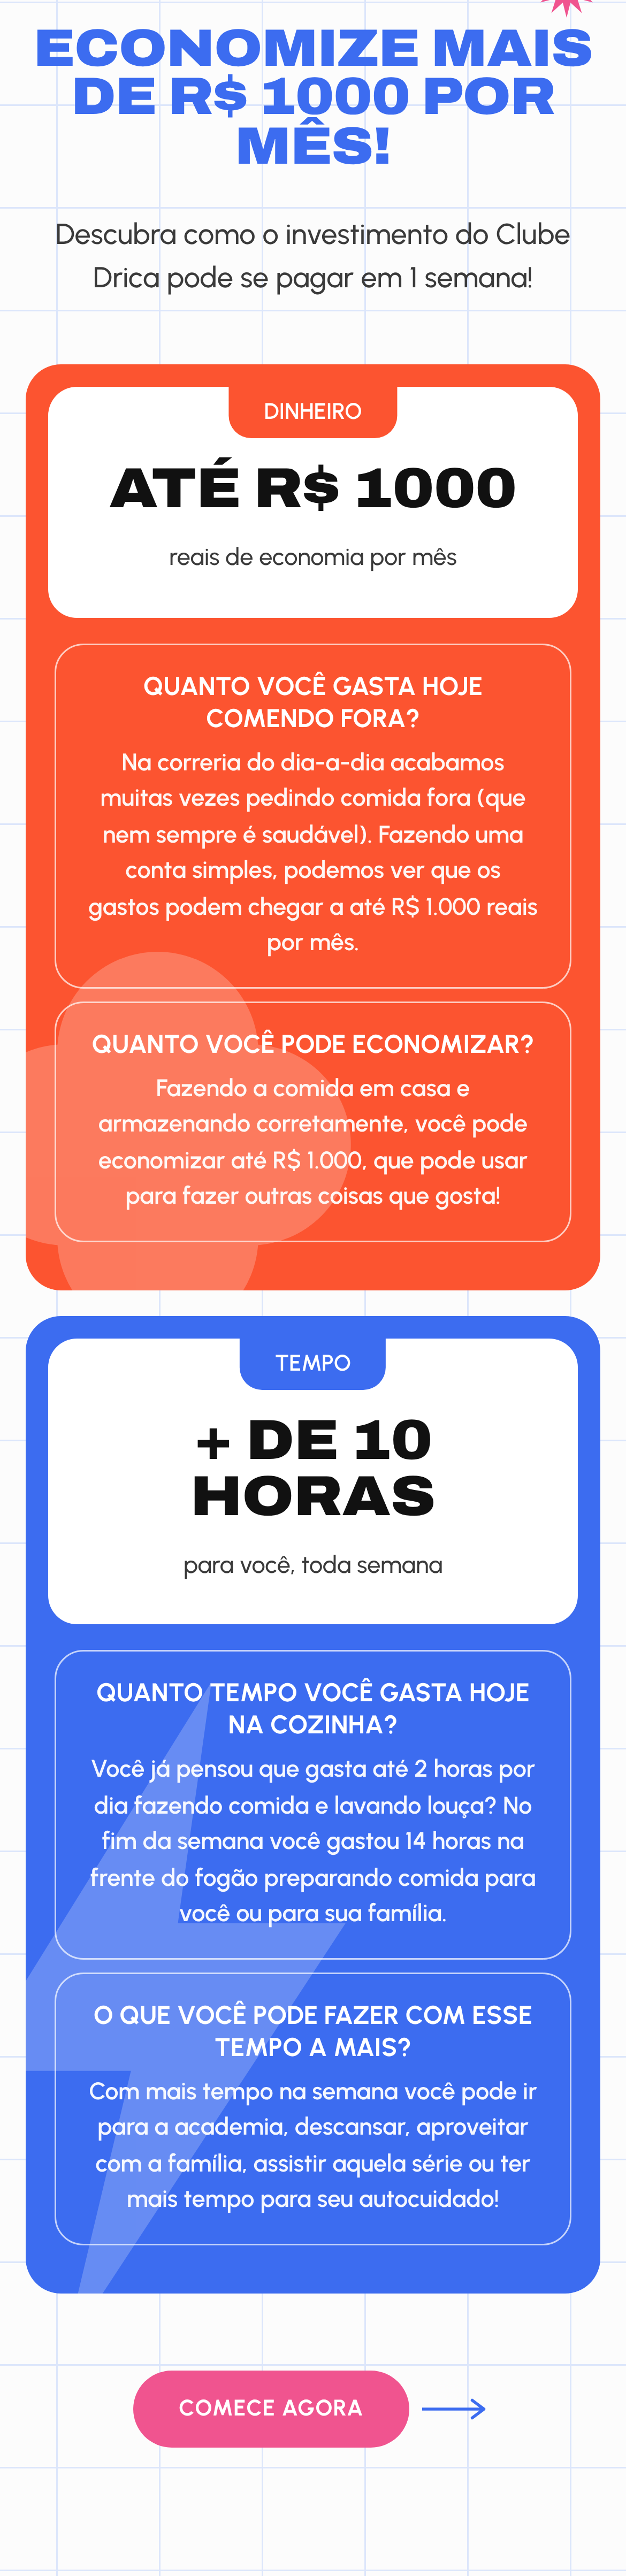 ECONOMIZE MAIS
DE R$ 1000 POR
MÊS!
Descubra como o investimento do Clube
Drica pode se pagar em 1 semana!
DINHEIRO
ATÉ R$ 1000
reais de economia por mês
QUANTO VOCÊ GASTA HOJE
COMENDO FORA?
Na correria do dia-a-dia acabamos
muitas vezes pedindo comida fora (que
nem sempre é saudável). Fazendo uma
conta simples, podemos ver que os
gastos podem chegar a até R$ 1.000 reais
por mês.
QUANTO VOCÊ PODE ECONOMIZAR?
Fazendo a comida em casa e
armazenando corretamente, você pode
economizar até R$ 1.000, que pode usar
para fazer outras coisas que gosta!
TEMPO
+ DE 10
HORAS
para você, toda semana
QUANTO TEMPO VOCÊ GASTA HOJE
NA COZINHA?
Você já pensou que gasta até 2 horas por
dia fazendo comida e lavando louça? No
fim da semana você gastou 14 horas na
frente do fogão preparando comida para
você ou para sua família.
O QUE VOCÊ PODE FAZER COM ESSE
TEMPO A MAIS?
Com mais tempo na semana você pode ir
para a academia, descansar, aproveitar
com a família, assistir aquela série ou ter
mais tempo para seu autocuidado!
COMECE AGORA